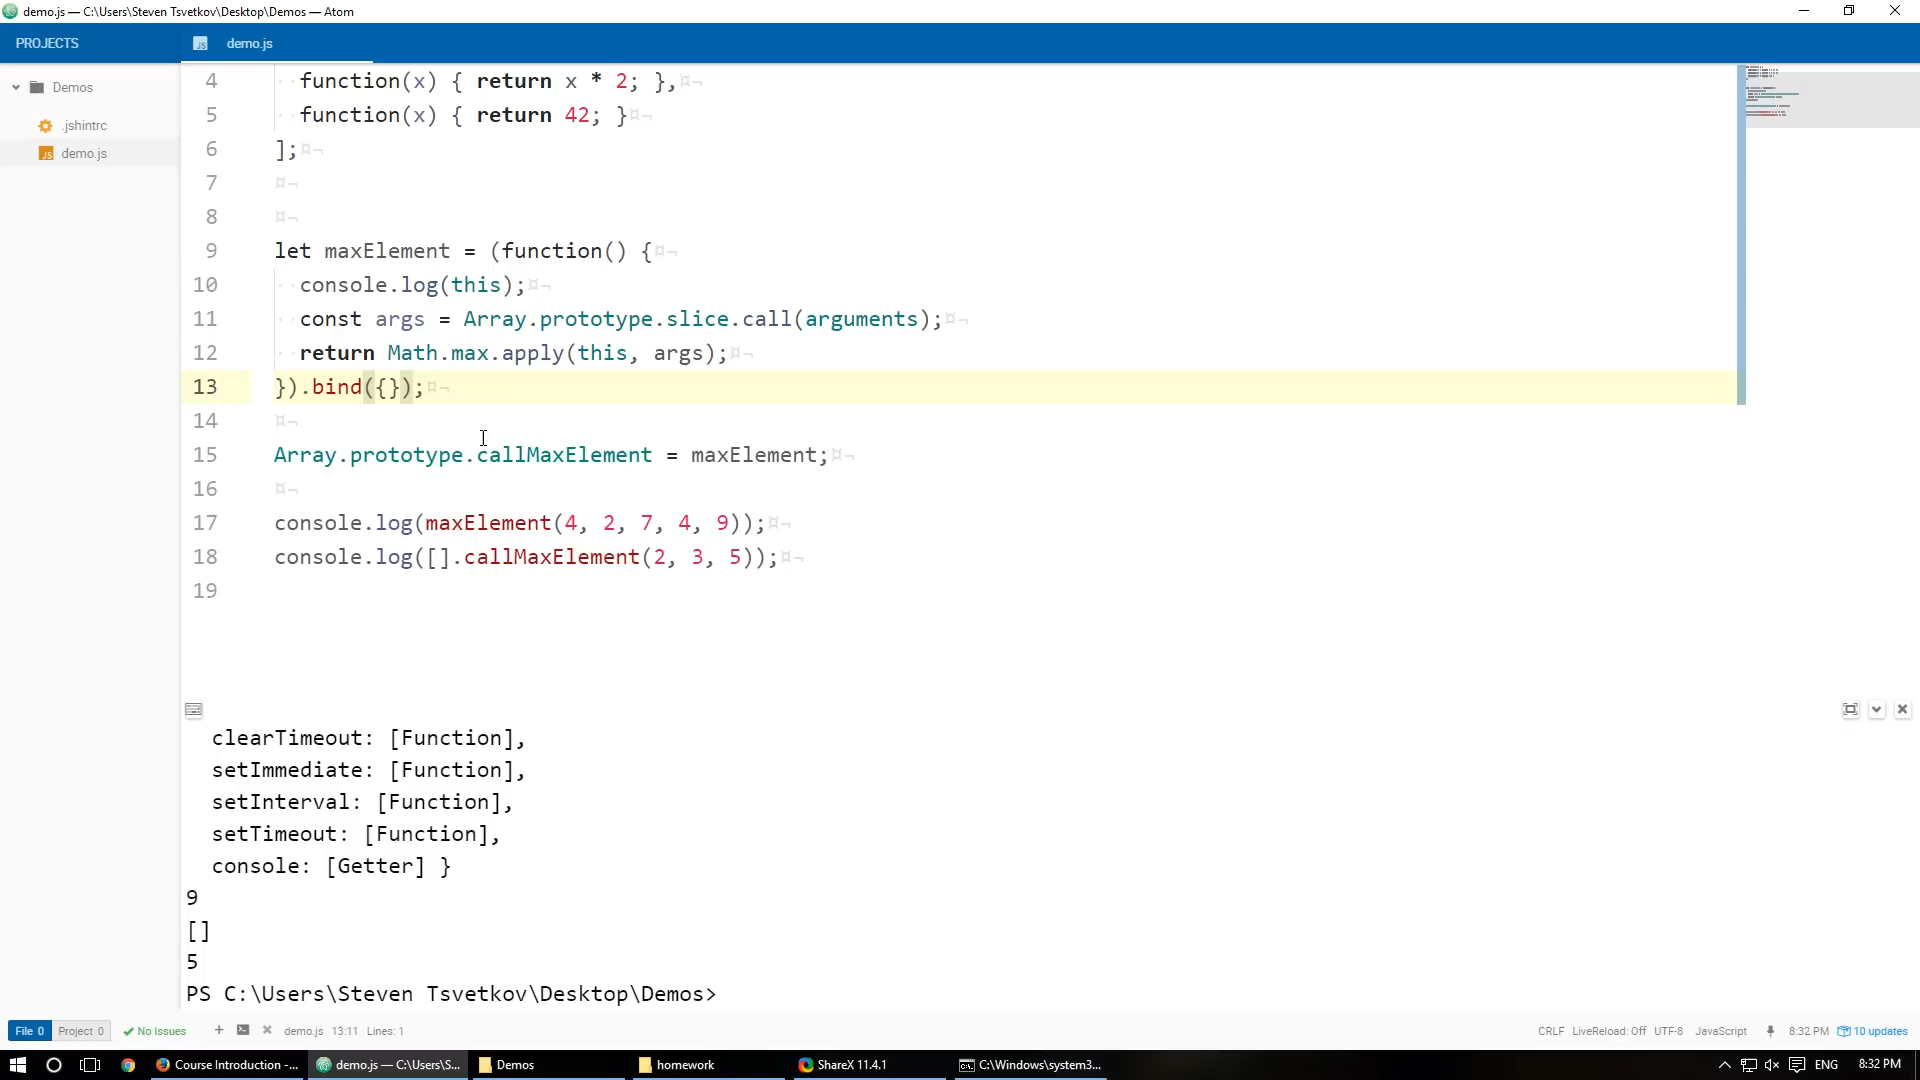 demo.js — C:\Users\Steven Tsvetkov\Desktop\Demos — Atom
PROJECTS
demo.js
Demos
.jshintrc
demo.js
4 function(x) { return x * 2; },
5 function(x) { return 42; }
6 ];
7
8
9 let maxElement = (function() {
10 console.log(this);
11 const args = Array.prototype.slice.call(arguments);
12 return Math.max.apply(this, args);
13 }).bind({});
14
15 Array.prototype.callMaxElement = maxElement;
16
17 console.log(maxElement(4, 2, 7, 4, 9));
18 console.log([].callMaxElement(2, 3, 5));
19
clearTimeout: [Function],
setImmediate: [Function],
setInterval: [Function],
setTimeout: [Function],
console: [Getter] }
9
[]
5
PS C:\Users\Steven Tsvetkov\Desktop\Demos>
File 0 Project 0 No Issues demo.js 13:11 Lines: 1 CRLF LiveReload: Off UTF-8 JavaScript 8:32 PM 10 updates
Course Introduction -... demo.js — C:\Users\S... Demos homework ShareX 11.4.1 C:\Windows\system3... ENG 8:32 PM